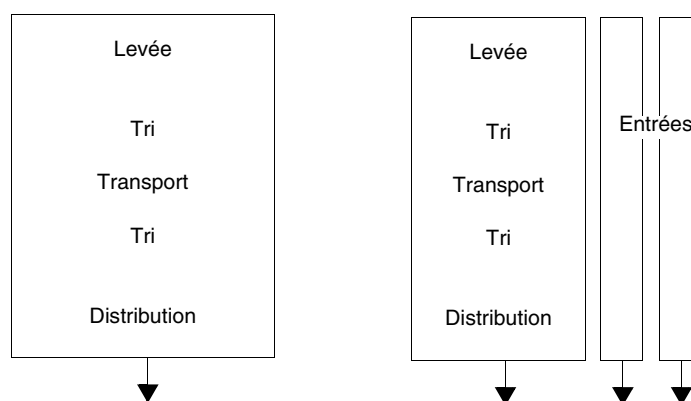 Levée
Tri
Transport
Tri
Distribution
Levée
Tri
Transport
Tri
Distribution
Entrées